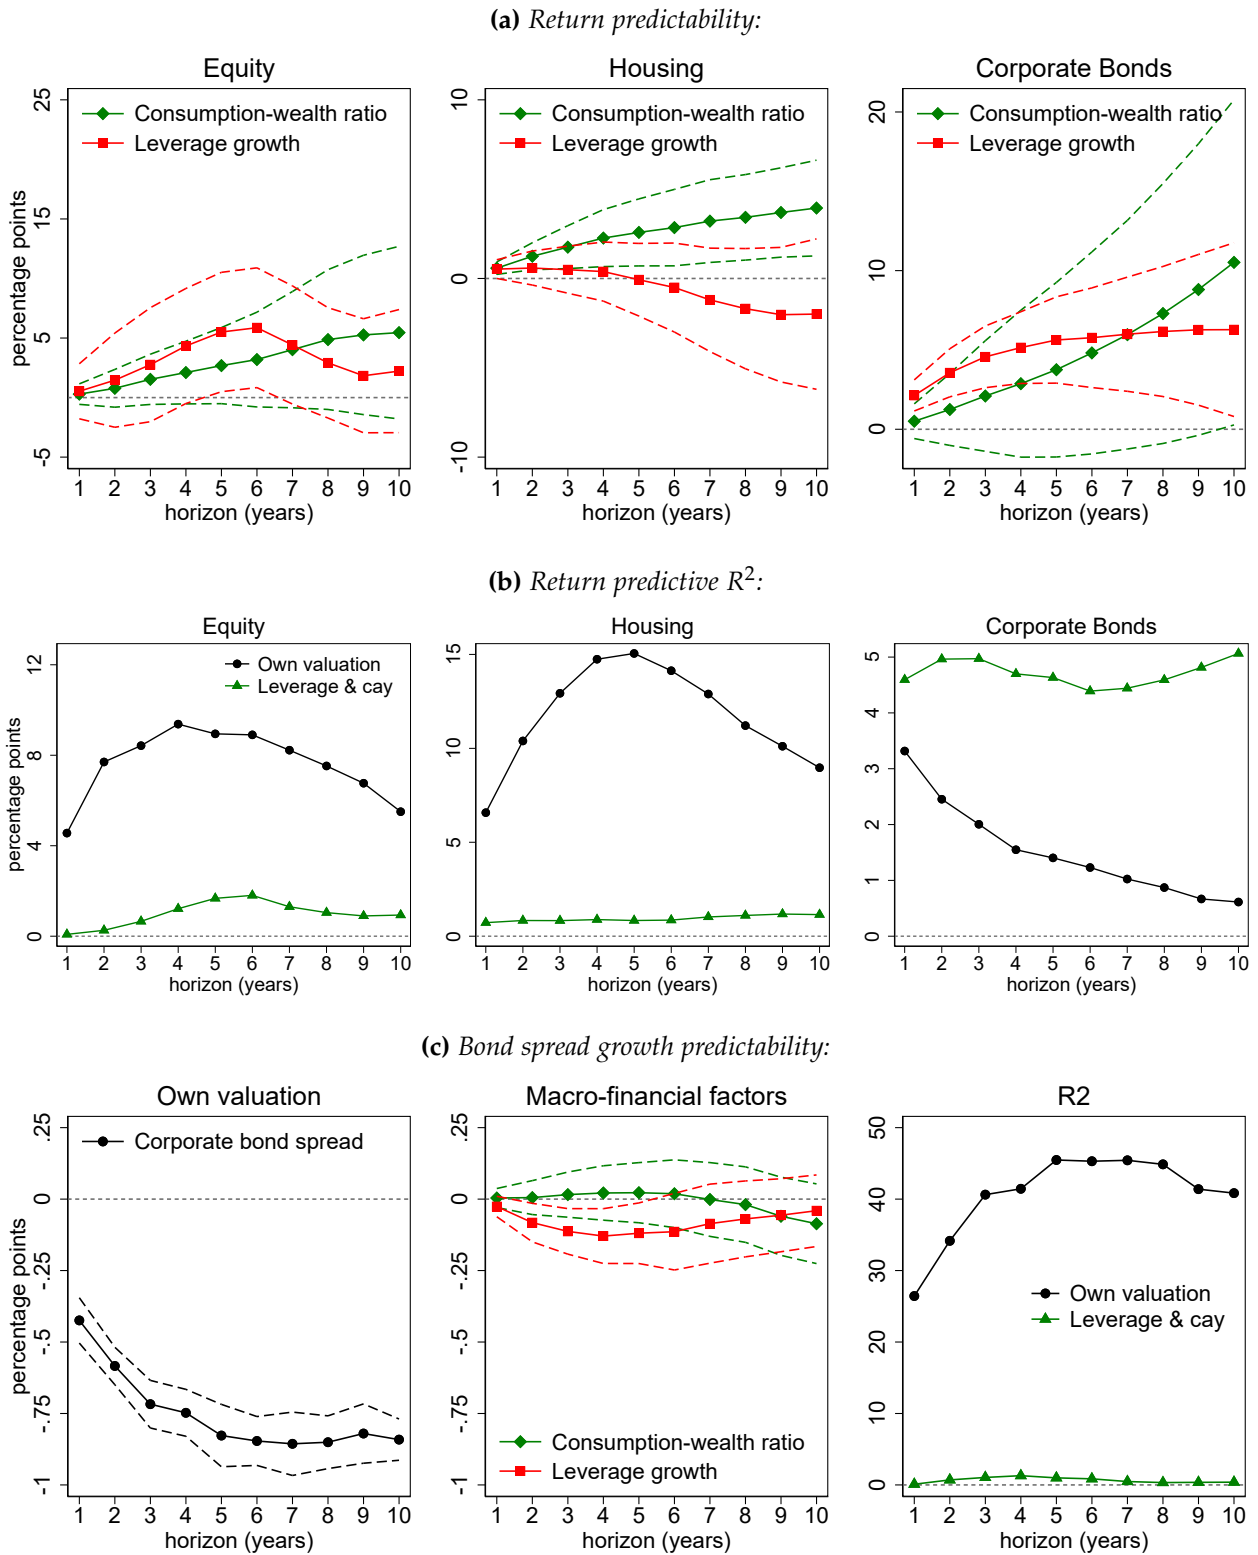 (a) Return predictability:
Equity
Housing
Corporate Bonds
percentage points
25
15
5
-5
Consumption-wealth ratio
Leverage growth
1 2 3 4 5 6 7 8 9 10
horizon (years)
10
0
-10
Consumption-wealth ratio
Leverage growth
1 2 3 4 5 6 7 8 9 10
horizon (years)
20
10
0
Consumption-wealth ratio
Leverage growth
1 2 3 4 5 6 7 8 9 10
horizon (years)
(b) Return predictive R²:
Equity
Housing
Corporate Bonds
percentage points
12
8
4
0
Own valuation
Leverage & cay
1 2 3 4 5 6 7 8 9 10
horizon (years)
15
10
5
0
1 2 3 4 5 6 7 8 9 10
horizon (years)
5
4
3
2
1
0
1 2 3 4 5 6 7 8 9 10
horizon (years)
(c) Bond spread growth predictability:
Own valuation
Macro-financial factors
R2
percentage points
.25
0
-.25
-.5
-.75
-1
Corporate bond spread
1 2 3 4 5 6 7 8 9 10
horizon (years)
.25
0
-.25
-.5
-.75
-1
Consumption-wealth ratio
Leverage growth
1 2 3 4 5 6 7 8 9 10
horizon (years)
50
40
30
20
10
0
Own valuation
Leverage & cay
1 2 3 4 5 6 7 8 9 10
horizon (years)